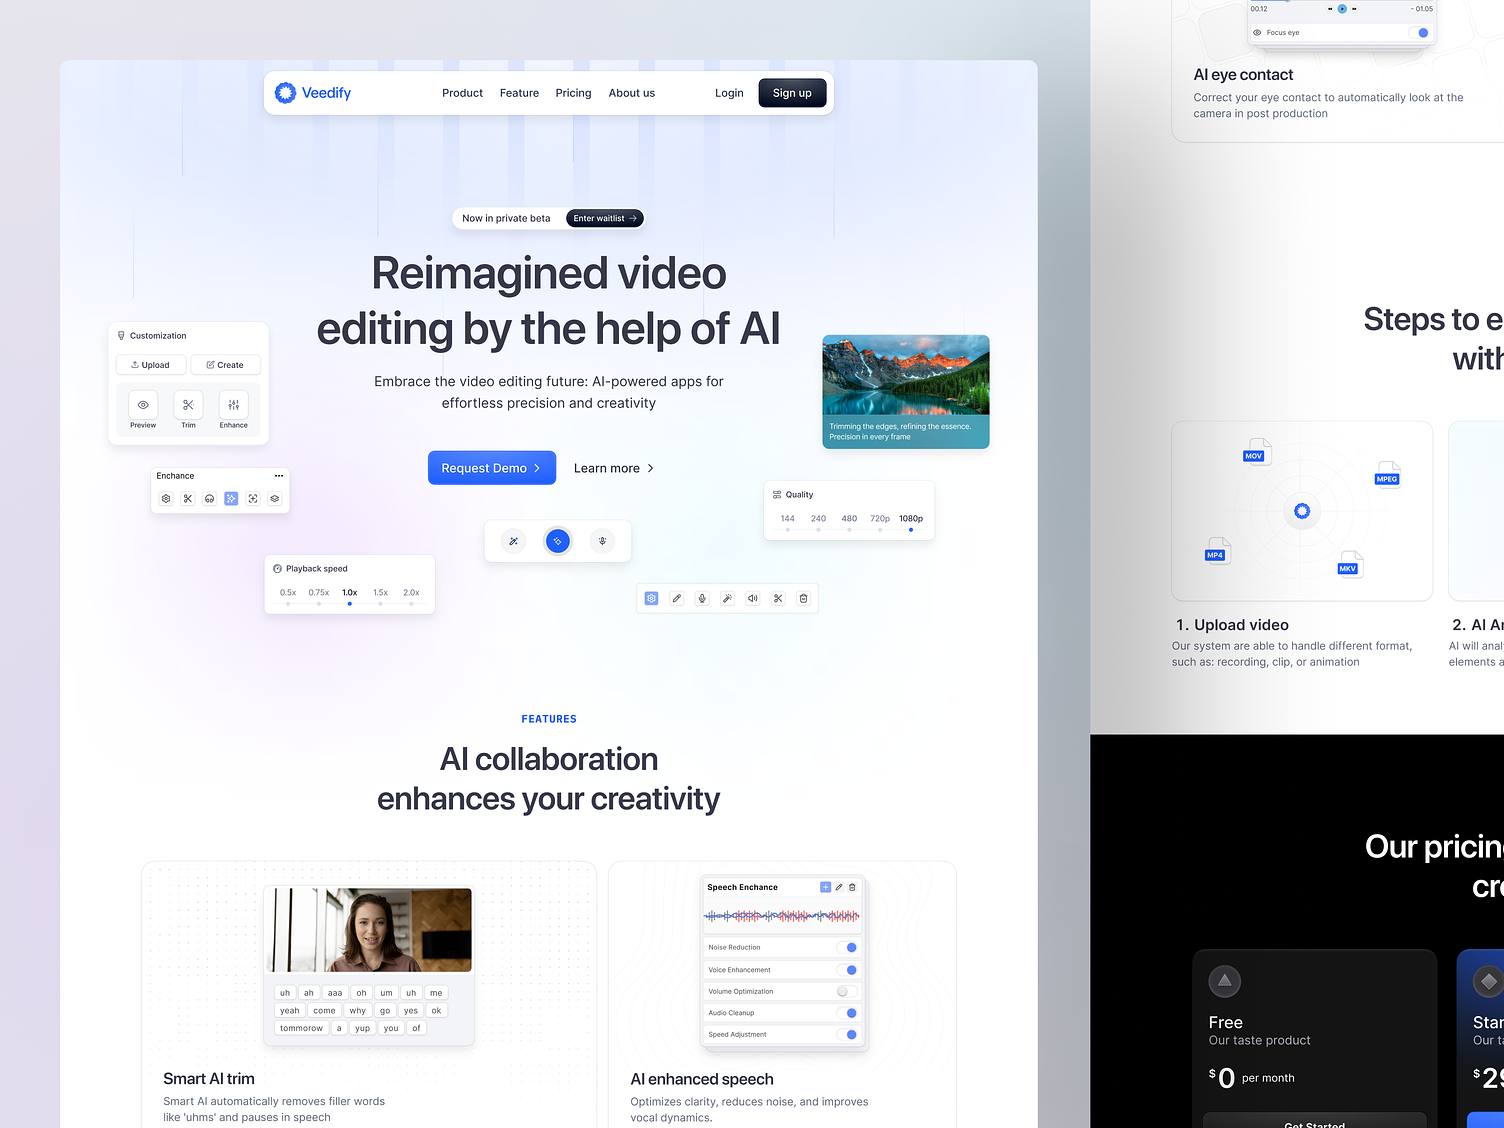 Veedify
Product
Feature
Pricing
About us
Login
Sign up
Now in private beta
Enter waitlist
Reimagined video
editing by the help of AI
Embrace the video editing future: AI-powered apps for
effortless precision and creativity
Request Demo
Learn more
Customization
Upload
Create
Preview
Trim
Enhance
Enchance
Playback speed
0.5x
0.75x
1.0x
1.5x
2.0x
Trimming the edges, refining the essence.
Precision in every frame
Quality
144
240
480
720p
1080p
FEATURES
AI collaboration
enhances your creativity
uh ah aaa oh um uh me
yeah come why go yes ok
tommorow a yup you of
Smart AI trim
Smart AI automatically removes filler words
like 'uhms' and pauses in speech
Speech Enchance
Noise Reduction
Voice Enhancement
Volume Optimization
Audio Cleanup
Speed Adjustment
AI enhanced speech
Optimizes clarity, reduces noise, and improves
vocal dynamics.
00.12
- 01.05
Focus eye
AI eye contact
Correct your eye contact to automatically look at the
camera in post production
Steps to e
with
MOV
MPEG
MP4
MKV
1. Upload video
Our system are able to handle different format,
such as: recording, clip, or animation
2. AI A
AI will anal
elements a
Our pricin
cre
Free
Our taste product
$0 per month
Get Started
Star
Our ta
$29